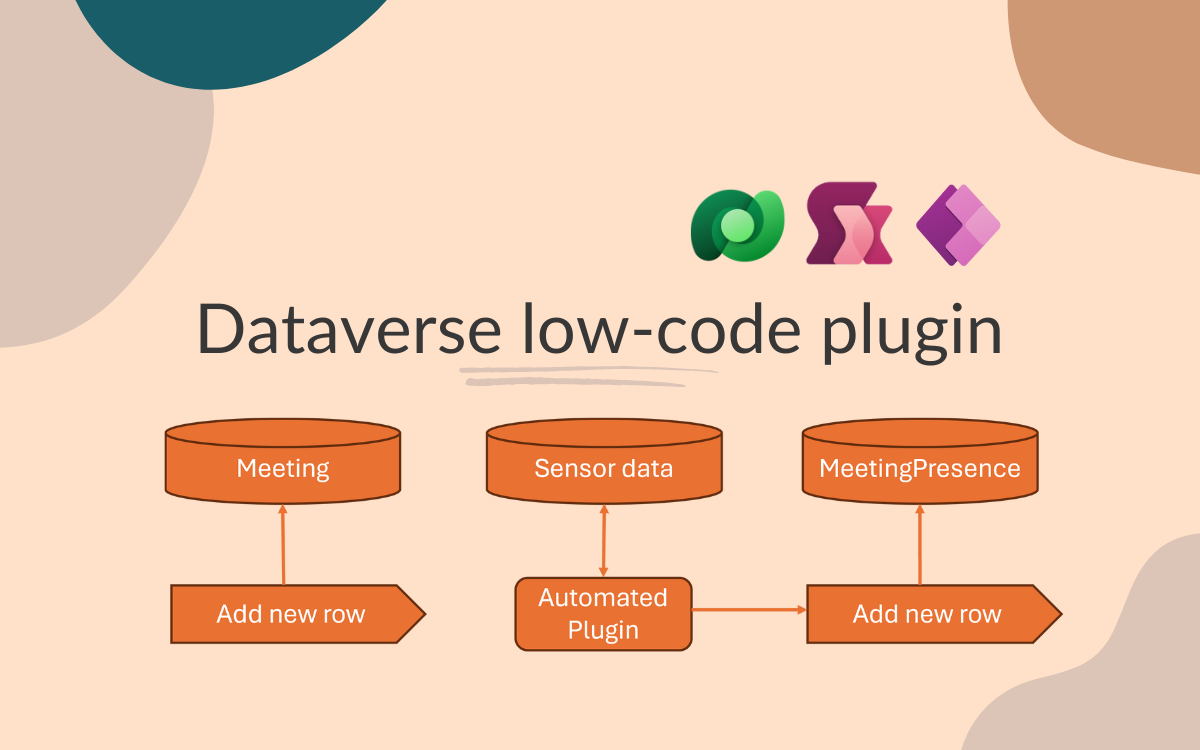 Dataverse low-code plugin
Meeting
Sensor data
MeetingPresence
Add new row
Automated
Plugin
Add new row